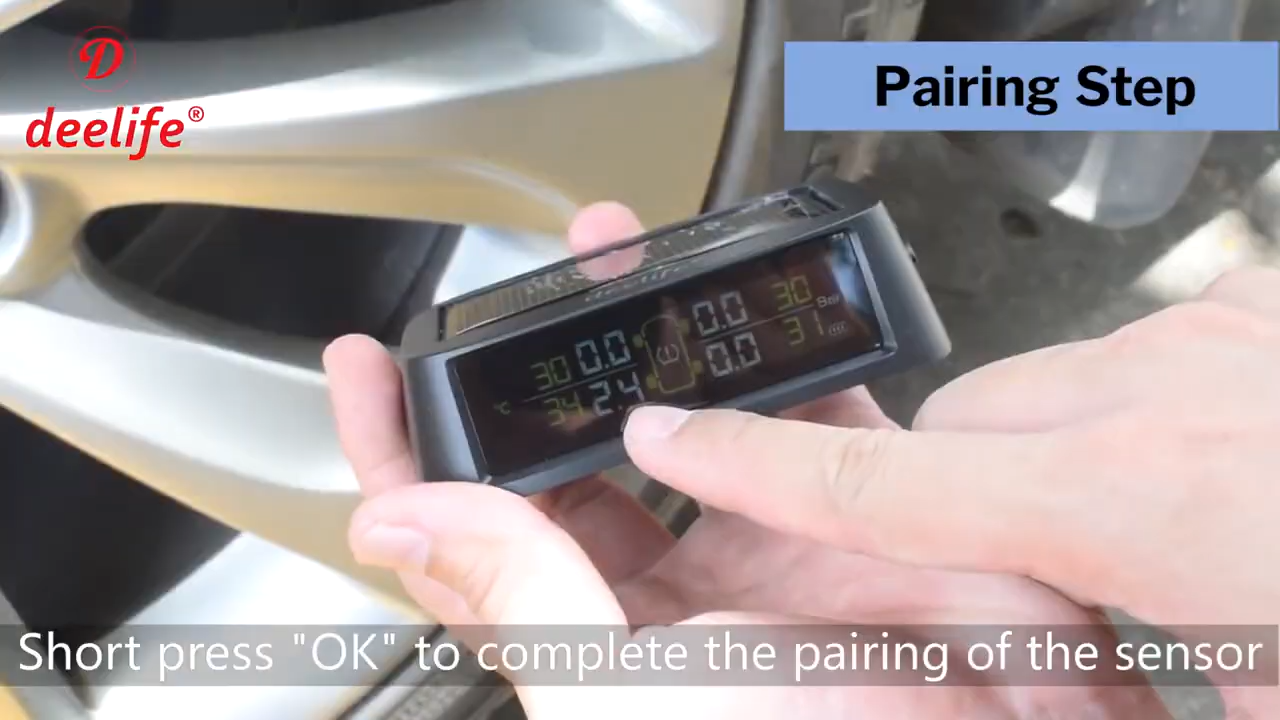 D
deelife®
Pairing Step
deelife
30 0.0 0.0 30 Bar
℃ 34 2.4 0.0 31
Short press "OK" to complete the pairing of the sensor